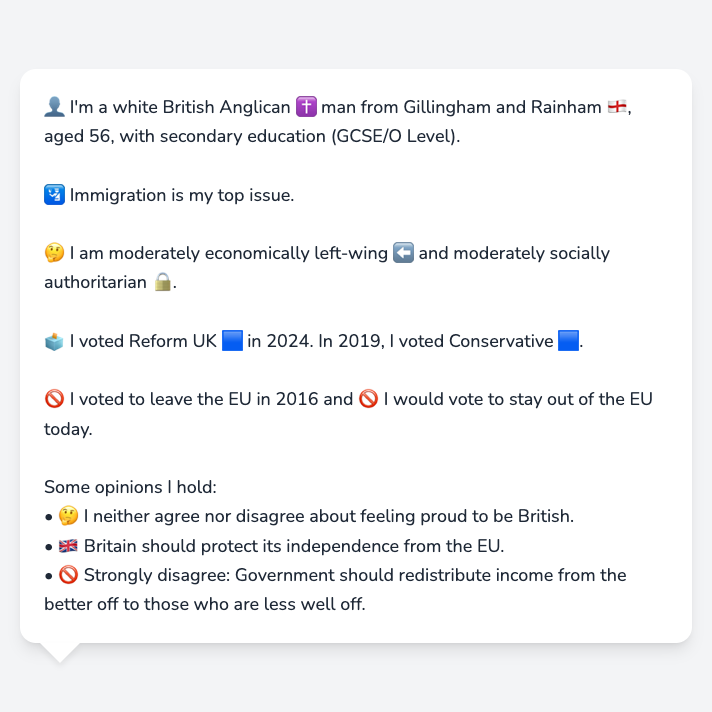 👤 I'm a white British Anglican ✝️ man from Gillingham and Rainham 🏴󠁧󠁢󠁥󠁮󠁧󠁿,
aged 56, with secondary education (GCSE/O Level).
🛂 Immigration is my top issue.
🤔 I am moderately economically left-wing ⬅️ and moderately socially
authoritarian 🔒.
🗳️ I voted Reform UK 🟦 in 2024. In 2019, I voted Conservative 🟦.
🚫 I voted to leave the EU in 2016 and 🚫 I would vote to stay out of the EU
today.
Some opinions I hold:
• 🤔 I neither agree nor disagree about feeling proud to be British.
• 🇬🇧 Britain should protect its independence from the EU.
• 🚫 Strongly disagree: Government should redistribute income from the
better off to those who are less well off.